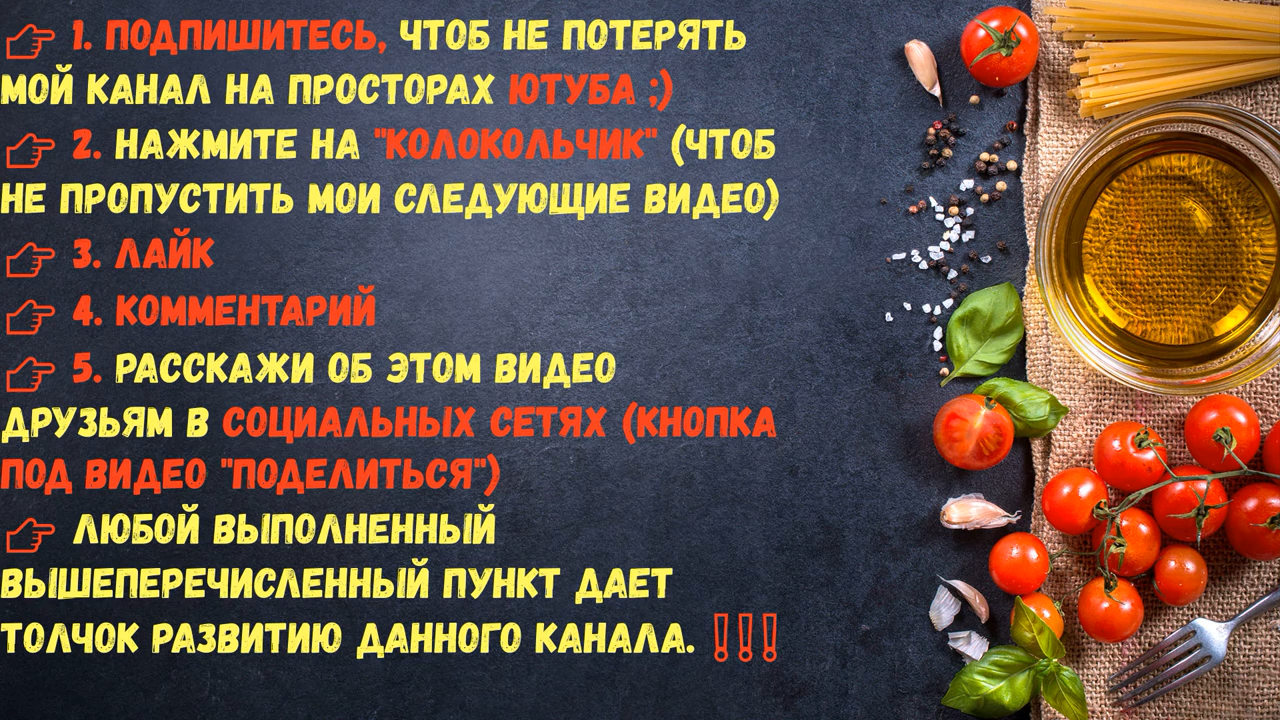 👉 1. ПОДПИШИТЕСЬ, ЧТОБ НЕ ПОТЕРЯТЬ
МОЙ КАНАЛ НА ПРОСТОРАХ ЮТУБА ;)
👉 2. НАЖМИТЕ НА "КОЛОКОЛЬЧИК" (ЧТОБ
НЕ ПРОПУСТИТЬ МОИ СЛЕДУЮЩИЕ ВИДЕО)
👉 3. ЛАЙК
👉 4. КОММЕНТАРИЙ
👉 5. РАССКАЖИ ОБ ЭТОМ ВИДЕО
ДРУЗЬЯМ В СОЦИАЛЬНЫХ СЕТЯХ (КНОПКА
ПОД ВИДЕО "ПОДЕЛИТЬСЯ")
👉 ЛЮБОЙ ВЫПОЛНЕННЫЙ
ВЫШЕПЕРЕЧИСЛЕННЫЙ ПУНКТ ДАЕТ
ТОЛЧОК РАЗВИТИЮ ДАННОГО КАНАЛА. !!!